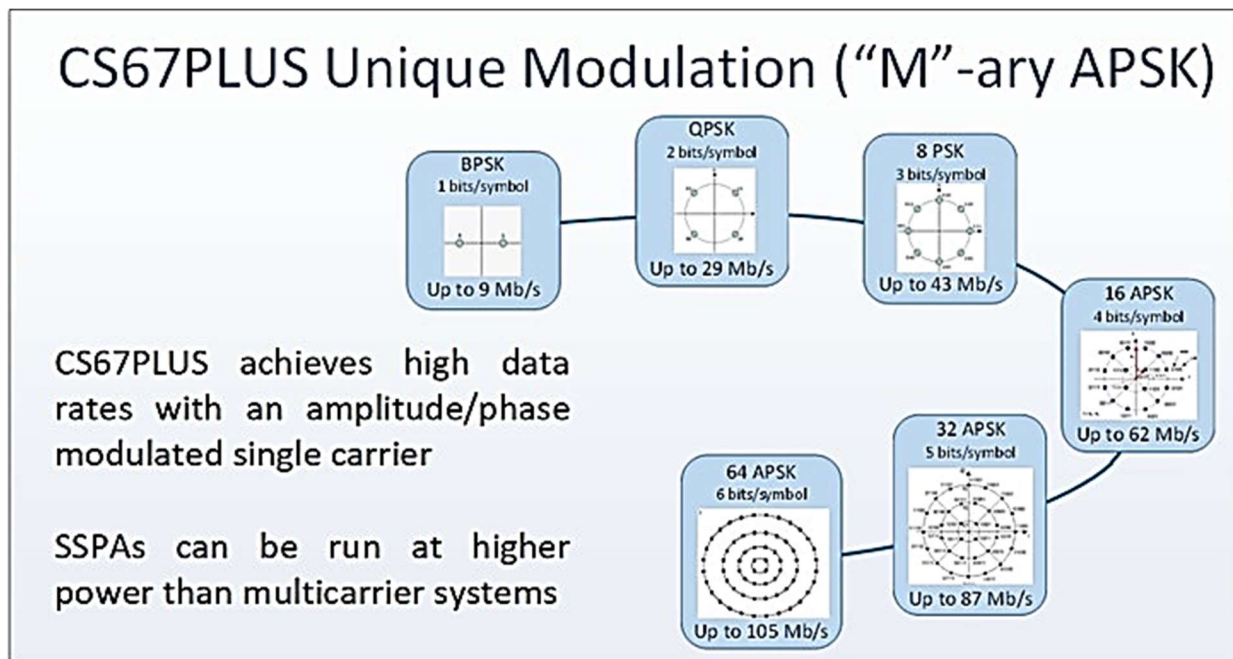 CS67PLUS Unique Modulation (“M”-ary APSK)
BPSK
1 bits/symbol
Up to 9 Mb/s
QPSK
2 bits/symbol
Up to 29 Mb/s
8 PSK
3 bits/symbol
Up to 43 Mb/s
16 APSK
4 bits/symbol
Up to 62 Mb/s
32 APSK
5 bits/symbol
Up to 87 Mb/s
64 APSK
6 bits/symbol
Up to 105 Mb/s
CS67PLUS achieves high data
rates with an amplitude/phase
modulated single carrier
SSPAs can be run at higher
power than multicarrier systems